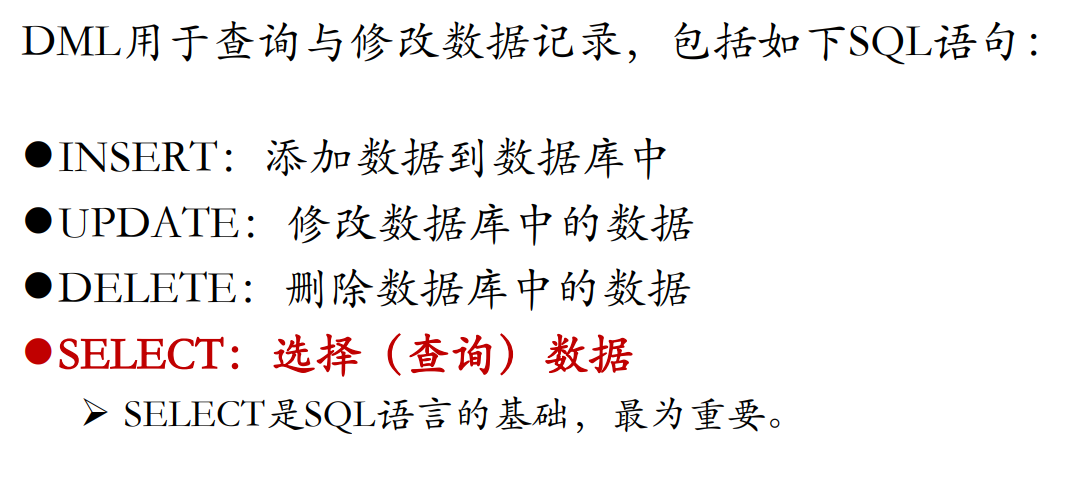 DML用于查询与修改数据记录，包括如下SQL语句：
●INSERT：添加数据到数据库中
●UPDATE：修改数据库中的数据
●DELETE：删除数据库中的数据
●SELECT：选择（查询）数据
➢ SELECT是SQL语言的基础，最为重要。